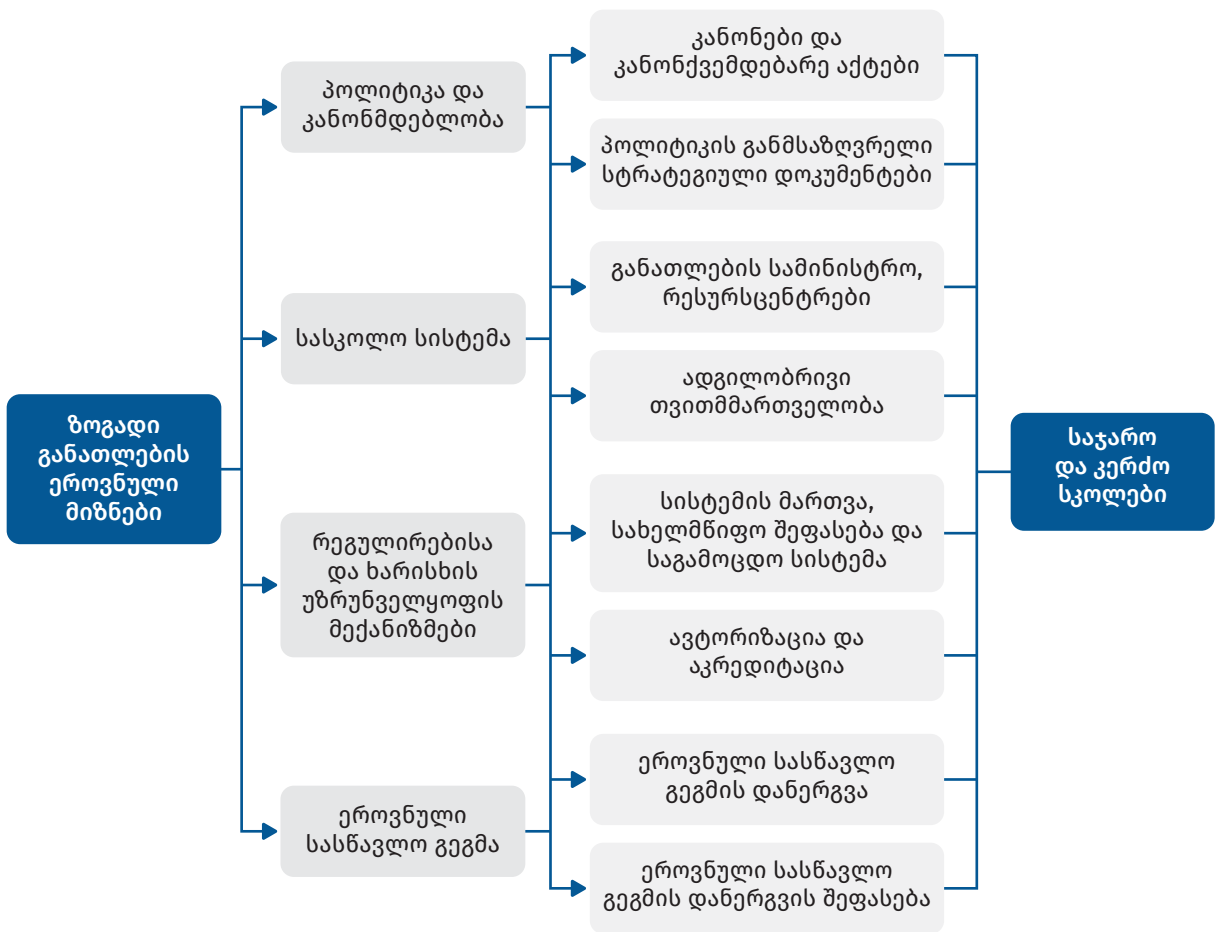 ზოგადი
განათლების
ეროვნული
მიზნები
პოლიტიკა და
კანონმდებლობა
სასკოლო სისტემა
რეგულირებისა
და ხარისხის
უზრუნველყოფის
მექანიზმები
ეროვნული
სასწავლო გეგმა
კანონები და
კანონქვემდებარე აქტები
პოლიტიკის განმსაზღვრელი
სტრატეგიული დოკუმენტები
განათლების სამინისტრო,
რესურსცენტრები
ადგილობრივი
თვითმმართველობა
სისტემის მართვა,
სახელმწიფო შეფასება და
საგამოცდო სისტემა
ავტორიზაცია და
აკრედიტაცია
ეროვნული სასწავლო
გეგმის დანერგვა
ეროვნული სასწავლო
გეგმის დანერგვის შეფასება
საჯარო
და კერძო
სკოლები